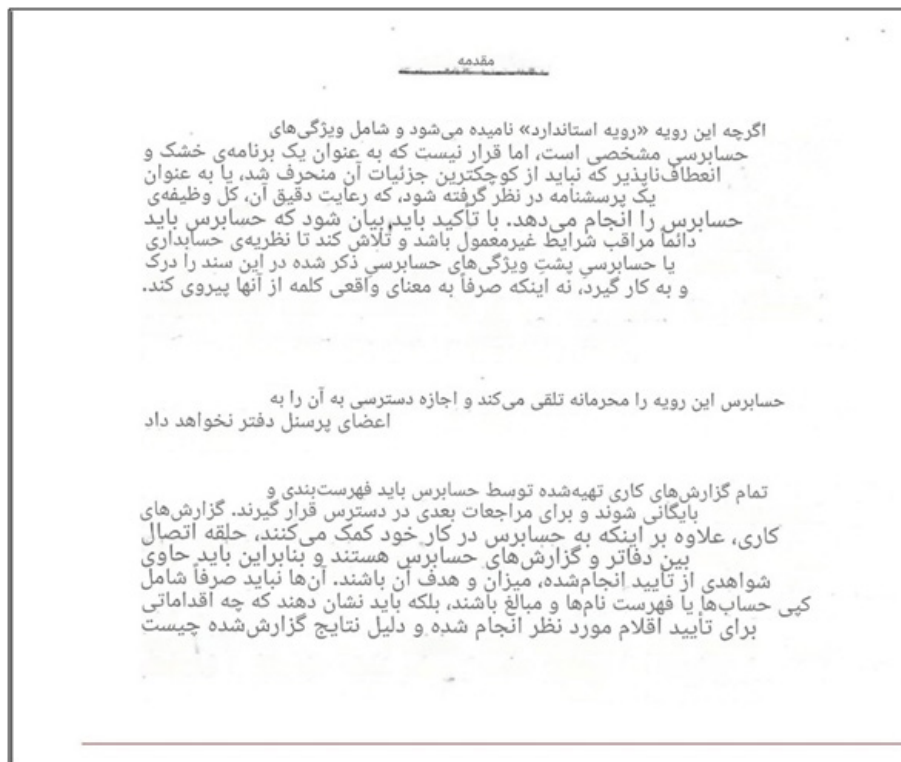 مقدمه
اگرچه این رویه «رویه استاندارد» نامیده می‌شود و شامل ویژگی‌های
حسابرسی مشخصی است، اما قرار نیست که به عنوان یک برنامه‌ی خشک و
انعطاف‌ناپذیر که نباید از کوچکترین جزئیات آن منحرف شد، یا به عنوان
یک پرسشنامه در نظر گرفته شود، که رعایت دقیق آن، کل وظیفه‌ی
حسابرس را انجام می‌دهد. با تأکید باید بیان شود که حسابرس باید
دائماً مراقب شرایط غیرمعمول باشد و تلاش کند تا نظریه‌ی حسابداری
یا حسابرسیِ پشتِ ویژگی‌های حسابرسیِ ذکر شده در این سند را درک
و به کار گیرد، نه اینکه صرفاً به معنای واقعی کلمه از آنها پیروی کند.
حسابرس این رویه را محرمانه تلقی می‌کند و اجازه دسترسی به آن را به
اعضای پرسنل دفتر نخواهد داد
تمام گزارش‌های کاری تهیه‌شده توسط حسابرس باید فهرست‌بندی و
بایگانی شوند و برای مراجعات بعدی در دسترس قرار گیرند. گزارش‌های
کاری، علاوه بر اینکه به حسابرس در کار خود کمک می‌کنند، حلقه اتصال
بین دفاتر و گزارش‌های حسابرس هستند و بنابراین باید حاوی
شواهدی از تأیید انجام‌شده، میزان و هدف آن باشند. آن‌ها نباید صرفاً شامل
کپی حساب‌ها یا فهرست نام‌ها و مبالغ باشند، بلکه باید نشان دهند که چه اقداماتی
برای تأیید اقلام مورد نظر انجام شده و دلیل نتایج گزارش‌شده چیست